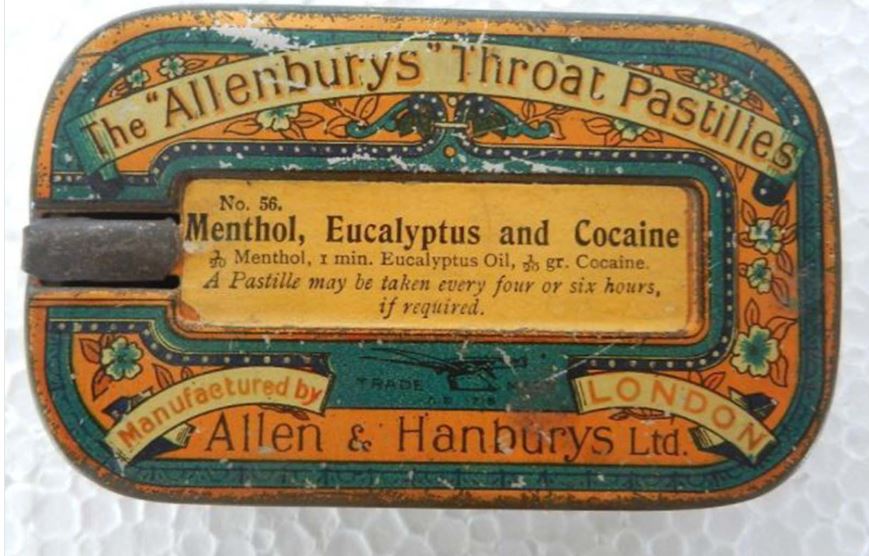 The "Allenburys" Throat Pastilles
No. 56.
Menthol, Eucalyptus and Cocaine
Menthol, 1 min. Eucalyptus Oil, 1/20 gr. Cocaine.
A Pastille may be taken every four or six hours,
if required.
TRADE MARK
Manufactured by
LONDON
Allen & Hanburys Ltd.